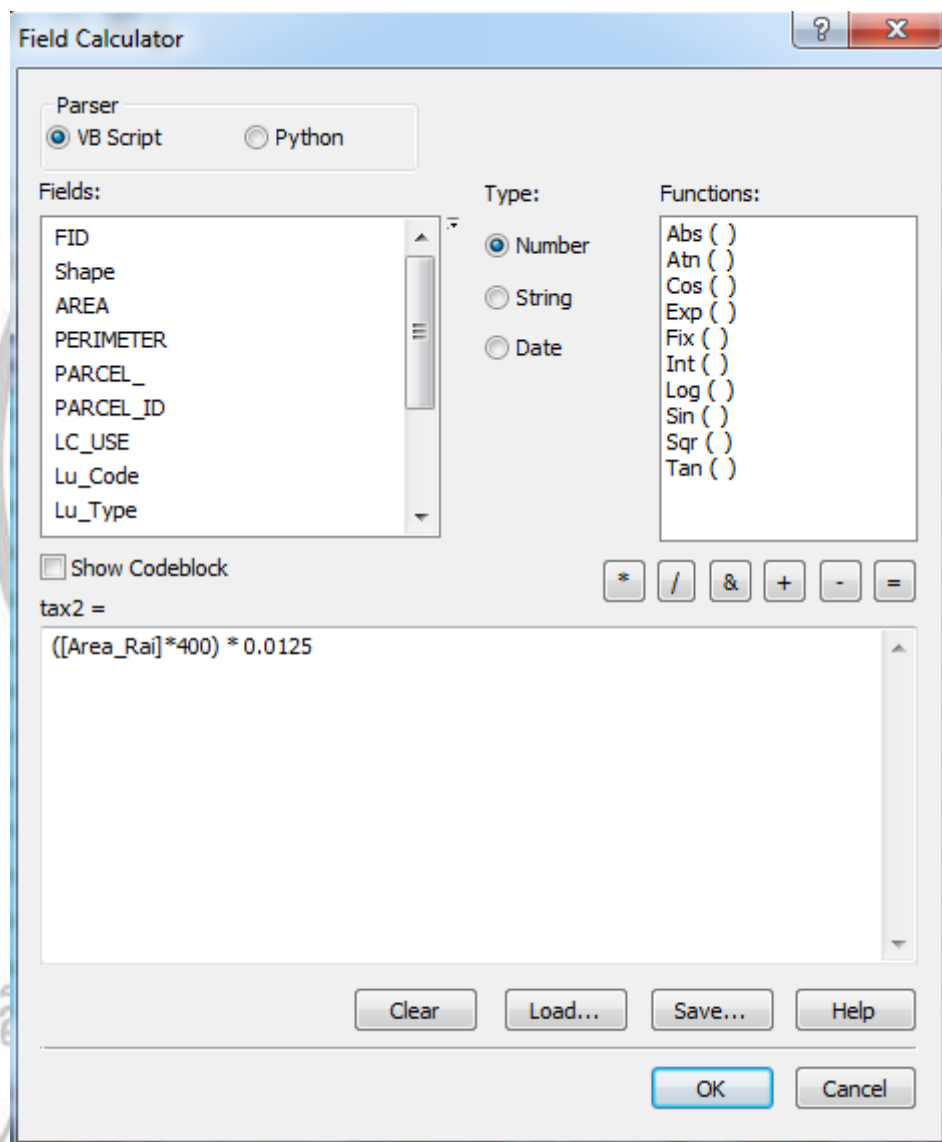 Field Calculator
Parser
VB Script
Python
Fields:
FID
Shape
AREA
PERIMETER
PARCEL_
PARCEL_ID
LC_USE
Lu_Code
Lu_Type
Type:
Number
String
Date
Functions:
Abs ( )
Atn ( )
Cos ( )
Exp ( )
Fix ( )
Int ( )
Log ( )
Sin ( )
Sqr ( )
Tan ( )
Show Codeblock
* / & + - =
tax2 =
([Area_Rai]*400) * 0.0125
Clear
Load...
Save...
Help
OK
Cancel